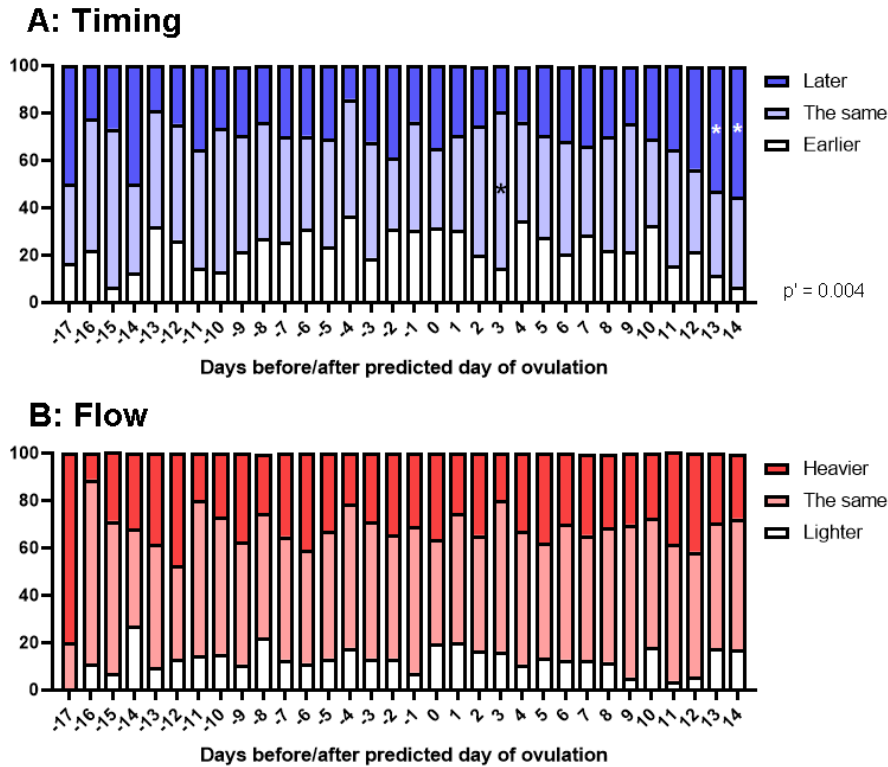 A: Timing
100
80
60
40
20
0
Later
The same
Earlier
* * *
p' = 0.004
-17 -16 -15 -14 -13 -12 -11 -10 -9 -8 -7 -6 -5 -4 -3 -2 -1 0 1 2 3 4 5 6 7 8 9 10 11 12 13 14
Days before/after predicted day of ovulation
B: Flow
100
80
60
40
20
0
Heavier
The same
Lighter
-17 -16 -15 -14 -13 -12 -11 -10 -9 -8 -7 -6 -5 -4 -3 -2 -1 0 1 2 3 4 5 6 7 8 9 10 11 12 13 14
Days before/after predicted day of ovulation